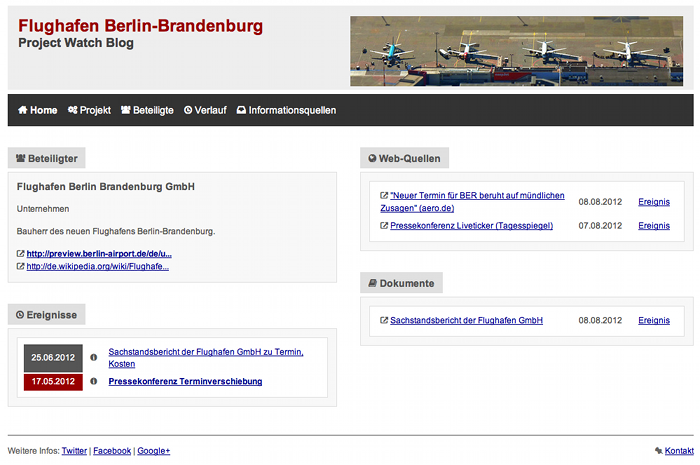 Flughafen Berlin-Brandenburg
Project Watch Blog
Home Projekt Beteiligte Verlauf Informationsquellen
Beteiligter
Flughafen Berlin Brandenburg GmbH
Unternehmen
Bauherr des neuen Flughafens Berlin-Brandenburg.
http://preview.berlin-airport.de/de/u...
http://de.wikipedia.org/wiki/Flughafe...
Ereignisse
25.06.2012 Sachstandsbericht der Flughafen GmbH zu Termin,
Kosten
17.05.2012 Pressekonferenz Terminverschiebung
Web-Quellen
"Neuer Termin für BER beruht auf mündlichen
Zusagen" (aero.de) 08.08.2012 Ereignis
Pressekonferenz Liveticker (Tagesspiegel) 07.08.2012 Ereignis
Dokumente
Sachstandsbericht der Flughafen GmbH 08.08.2012 Ereignis
Weitere Infos: Twitter | Facebook | Google+
Kontakt